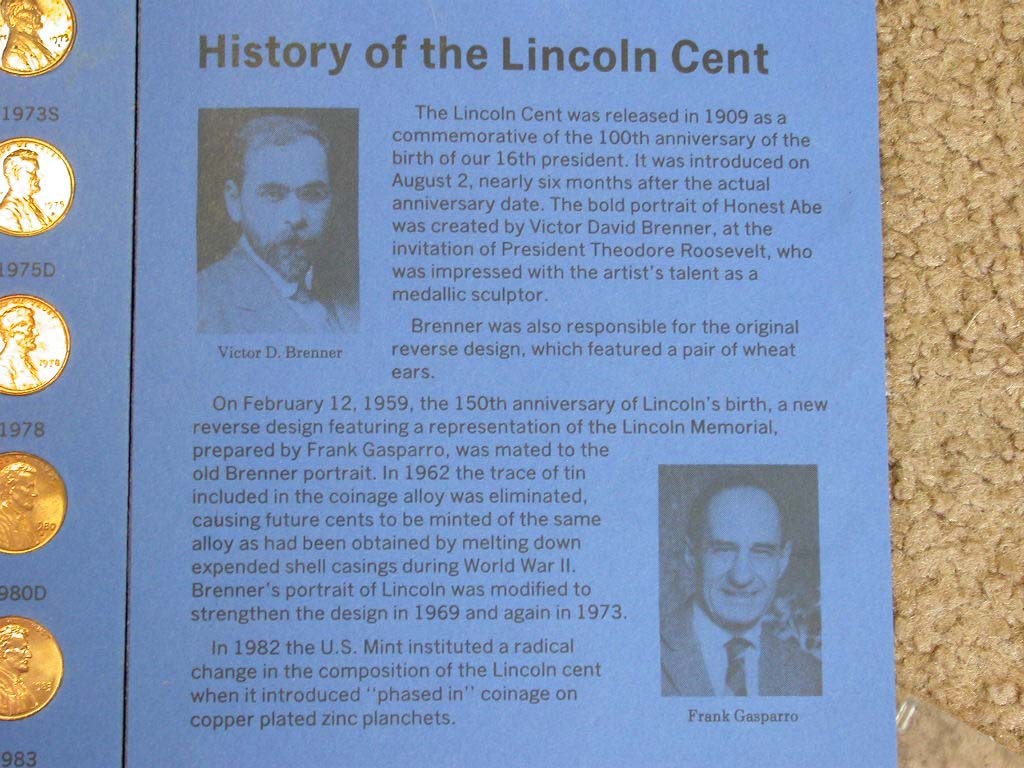 1973S
1975D
1978
980D
983
History of the Lincoln Cent
The Lincoln Cent was released in 1909 as a
commemorative of the 100th anniversary of the
birth of our 16th president. It was introduced on
August 2, nearly six months after the actual
anniversary date. The bold portrait of Honest Abe
was created by Victor David Brenner, at the
invitation of President Theodore Roosevelt, who
was impressed with the artist's talent as a
medallic sculptor.
Brenner was also responsible for the original
reverse design, which featured a pair of wheat
ears.
Victor D. Brenner
On February 12, 1959, the 150th anniversary of Lincoln's birth, a new
reverse design featuring a representation of the Lincoln Memorial,
prepared by Frank Gasparro, was mated to the
old Brenner portrait. In 1962 the trace of tin
included in the coinage alloy was eliminated,
causing future cents to be minted of the same
alloy as had been obtained by melting down
expended shell casings during World War II.
Brenner's portrait of Lincoln was modified to
strengthen the design in 1969 and again in 1973.
In 1982 the U.S. Mint instituted a radical
change in the composition of the Lincoln cent
when it introduced "phased in" coinage on
copper plated zinc planchets.
Frank Gasparro